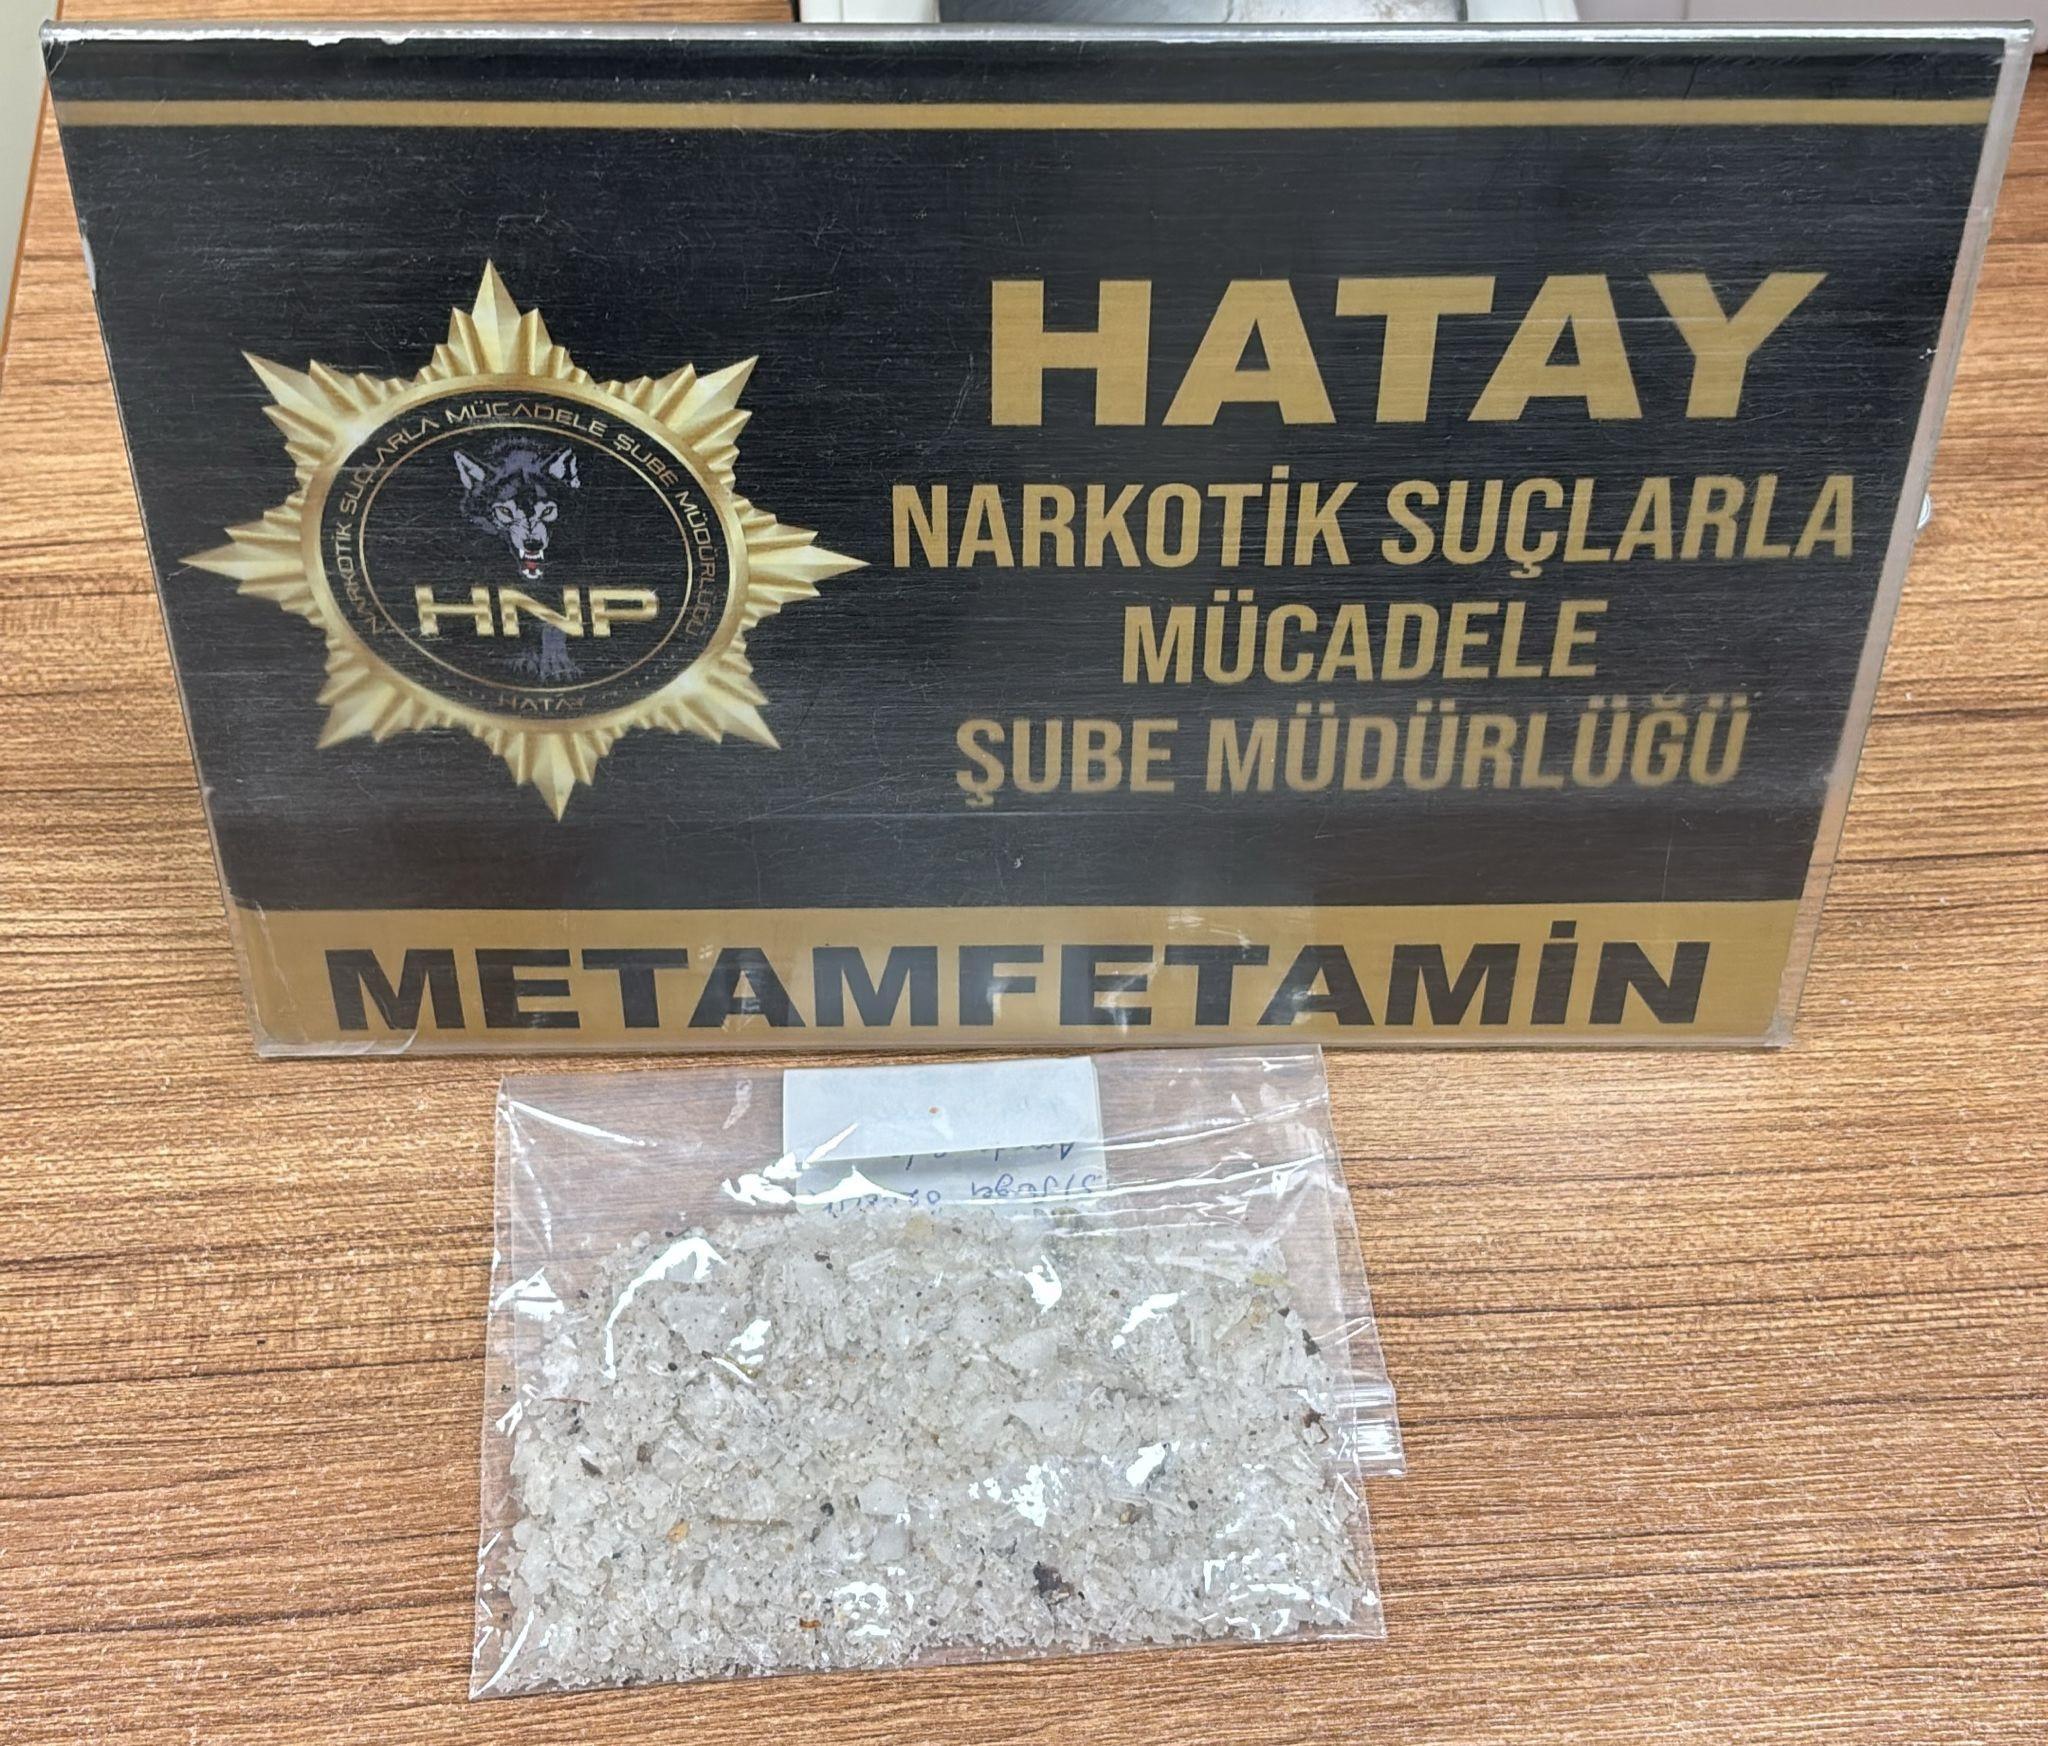 NARKOTİK SUÇLARLA MÜCADELE ŞUBE MÜDÜRLÜĞÜ
HNP
HATAY
HATAY
NARKOTİK SUÇLARLA
MÜCADELE
ŞUBE MÜDÜRLÜĞÜ
METAMFETAMİN